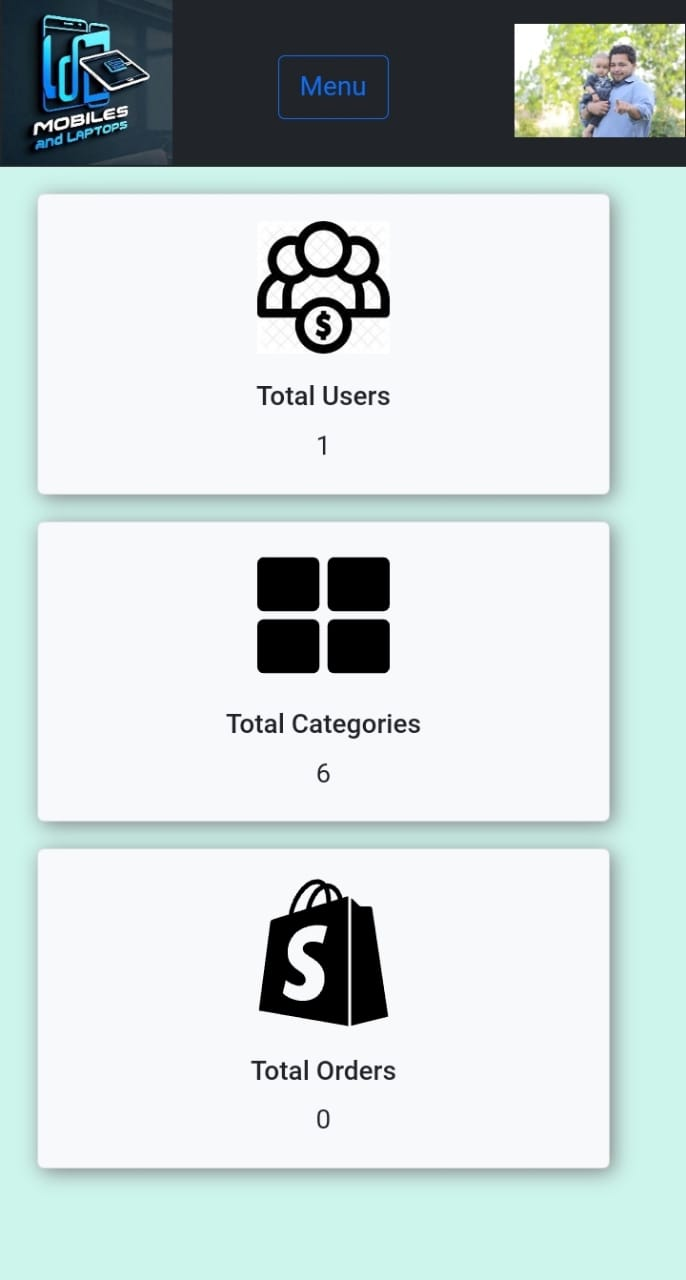 MOBILES
and LAPTOPS
Menu
$
Total Users
1
Total Categories
6
S
Total Orders
0